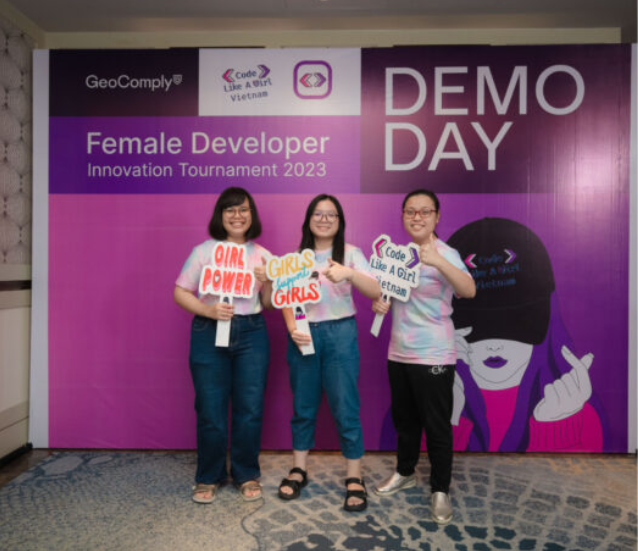 GeoComply
Code
Like A Girl
Vietnam
DEMO
DAY
Female Developer
Innovation Tournament 2023
GIRL
POWER
GIRLS
Support
GIRLS
Code
Like A Girl
Vietnam
Code
Like A Girl
Vietnam
CK